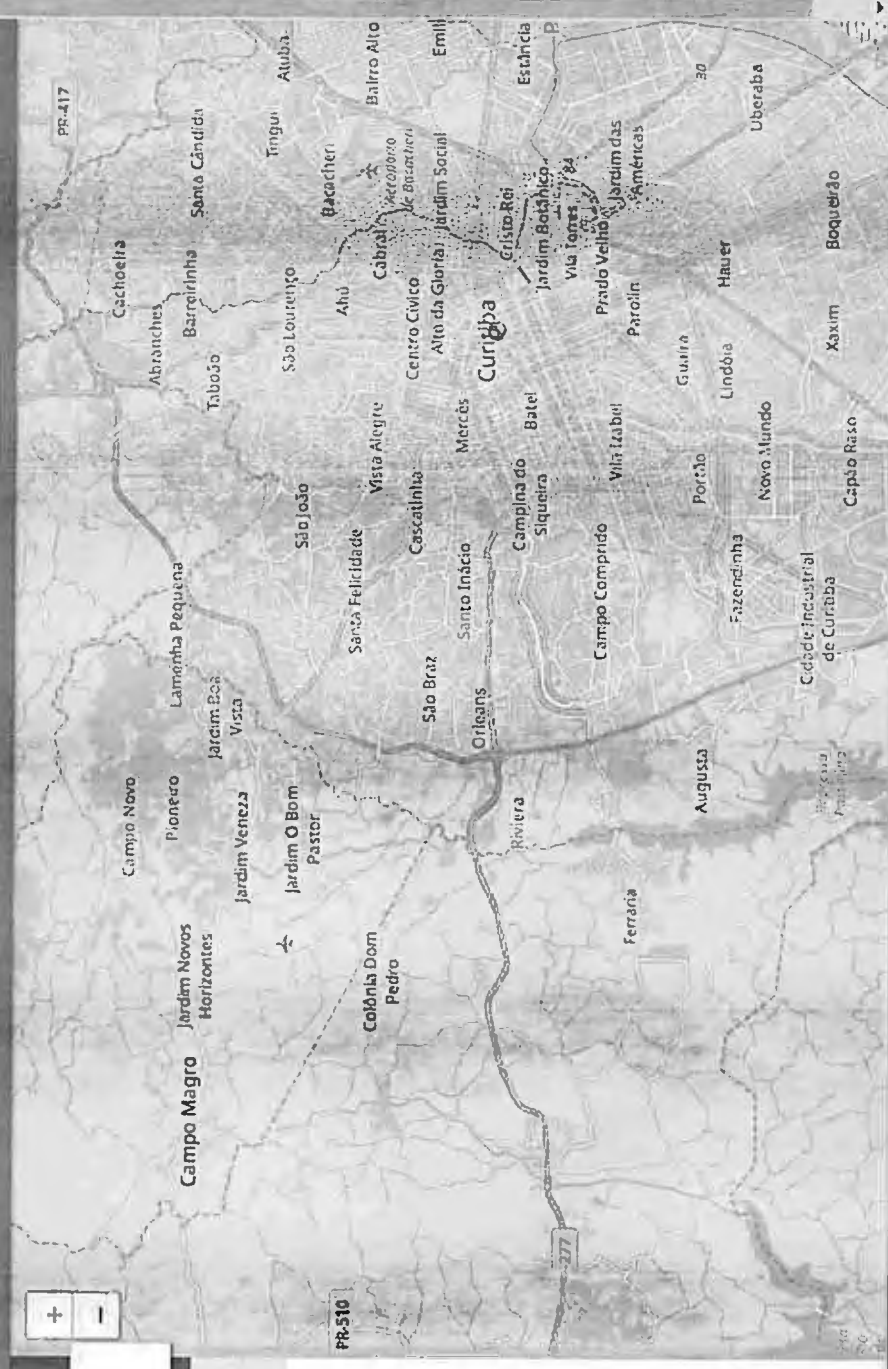 +
−
PR-417
Campo Novo
Cachoeira
Pioneiro
Abranches
Lamenha Pequena
Campo Magro
Jardim Novos
Horizontes
Barreirinha
Santa Cândida
Taboão
Jardim Boa
Vista
Jardim Veneza
Tingui
Atuba
São Lourenço
São João
Jardim O Bom
Pastor
PR-510
Ahú
Bacacheri
Santa Felicidade
Vista Alegre
Cabral
Bairro Alto
Colônia Dom
Pedro
Aeroporto
de Bacacheri
Cascatinha
Centro Cívico
São Braz
Alto da Gloria
Jardim Social
Emili
Santo Inácio
Mercês
Orleans
Curitiba
Cristo Rei
Riviera
Campina do
Siqueira
Batel
Estância
Jardim Botânico
P
277
Vila Torres
84
Campo Comprido
Vila Izabel
Prado Velho
Jardim das
Américas
Ferraria
Parolin
Guaíra
Augusta
Portão
30
Lindóia
Hauer
Fazendinha
Novo Mundo
Uberaba
Cidade Industrial
de Curitiba
Xaxim
Boqueirão
Capão Raso